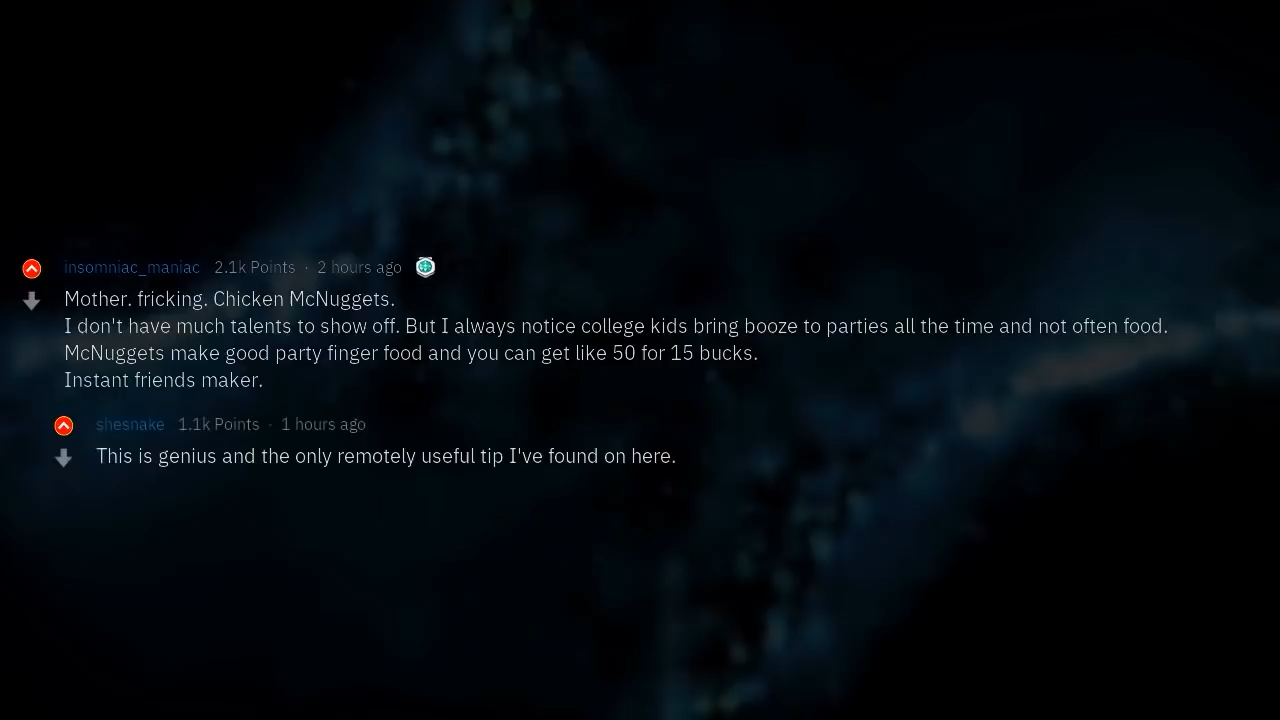 insomniac_maniac 2.1k Points · 2 hours ago
Mother. fricking. Chicken McNuggets.
I don't have much talents to show off. But I always notice college kids bring booze to parties all the time and not often food.
McNuggets make good party finger food and you can get like 50 for 15 bucks.
Instant friends maker.
shesnake 1.1k Points · 1 hours ago
This is genius and the only remotely useful tip I've found on here.